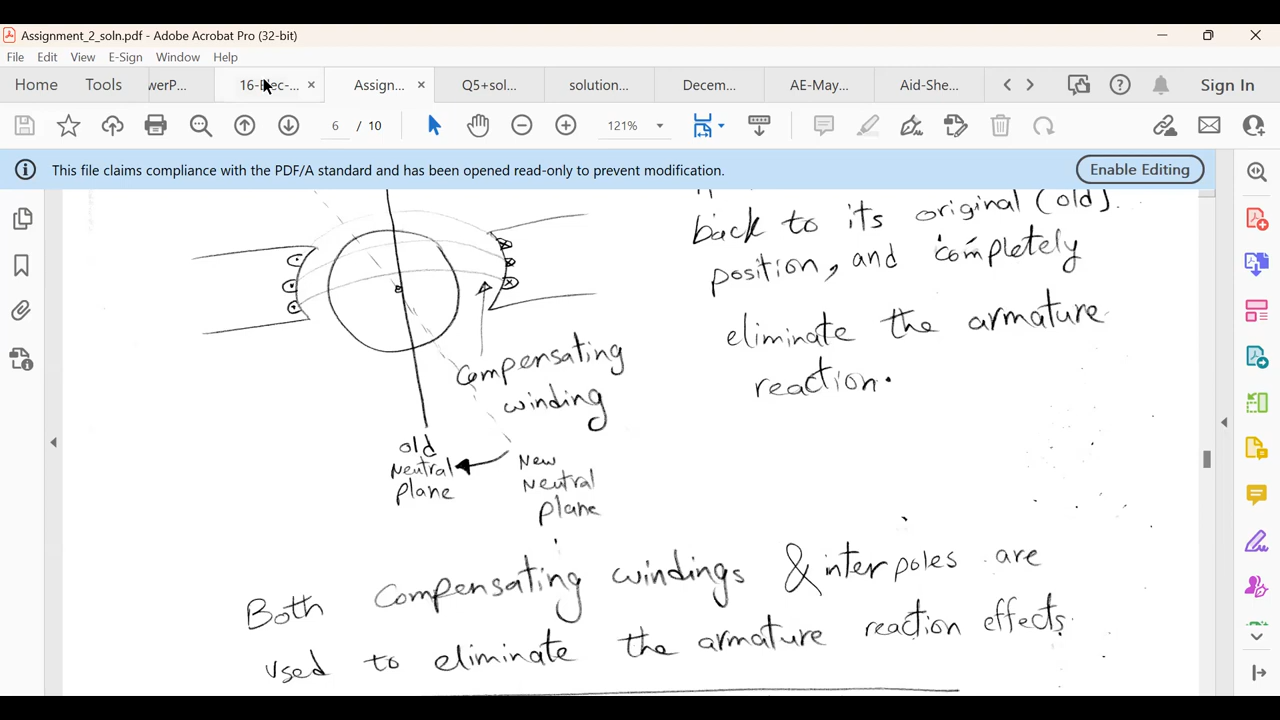 Assignment_2_soln.pdf - Adobe Acrobat Pro (32-bit)
File Edit View E-Sign Window Help
Home Tools werP... 16-Dec-... Assign... Q5+sol... solution... Decem... AE-May... Aid-She... Sign In
6 / 10 121%
This file claims compliance with the PDF/A standard and has been opened read-only to prevent modification. Enable Editing
back to its original (old).
position, and completely
eliminate the armature
reaction.
Compensating
winding
old
Neutral
plane
New
Neutral
plane
Both compensating windings & interpoles are
used to eliminate the armature reaction effects.